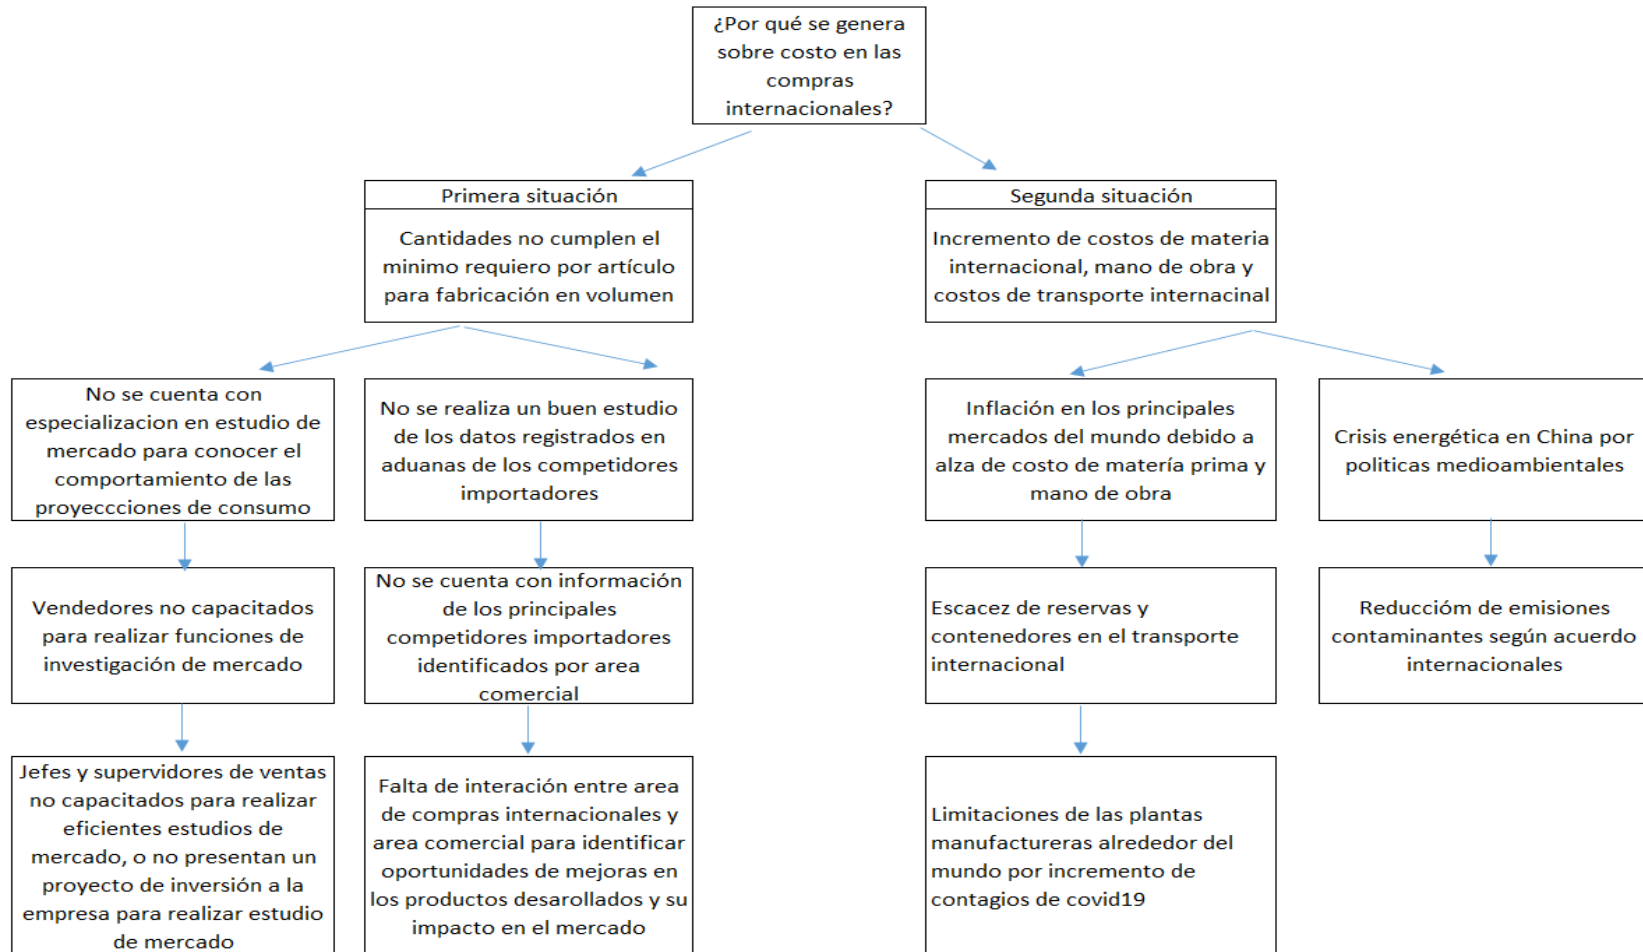 ¿Por qué se genera
sobre costo en las
compras
internacionales?
Primera situación
Cantidades no cumplen el
minimo requiero por artículo
para fabricación en volumen
Segunda situación
Incremento de costos de materia
internacional, mano de obra y
costos de transporte internacinal
No se cuenta con
especializacion en estudio de
mercado para conocer el
comportamiento de las
proyeccciones de consumo
No se realiza un buen estudio
de los datos registrados en
aduanas de los competidores
importadores
Inflación en los principales
mercados del mundo debido a
alza de costo de matería prima y
mano de obra
Crisis energética en China por
politicas medioambientales
Vendedores no capacitados
para realizar funciones de
investigación de mercado
No se cuenta con información
de los principales
competidores importadores
identificados por area
comercial
Escacez de reservas y
contenedores en el transporte
internacional
Reduccióm de emisiones
contaminantes según acuerdo
internacionales
Jefes y supervidores de ventas
no capacitados para realizar
eficientes estudios de
mercado, o no presentan un
proyecto de inversión a la
empresa para realizar estudio
de mercado
Falta de interación entre area
de compras internacionales y
area comercial para identificar
oportunidades de mejoras en
los productos desarollados y su
impacto en el mercado
Limitaciones de las plantas
manufactureras alrededor del
mundo por incremento de
contagios de covid19